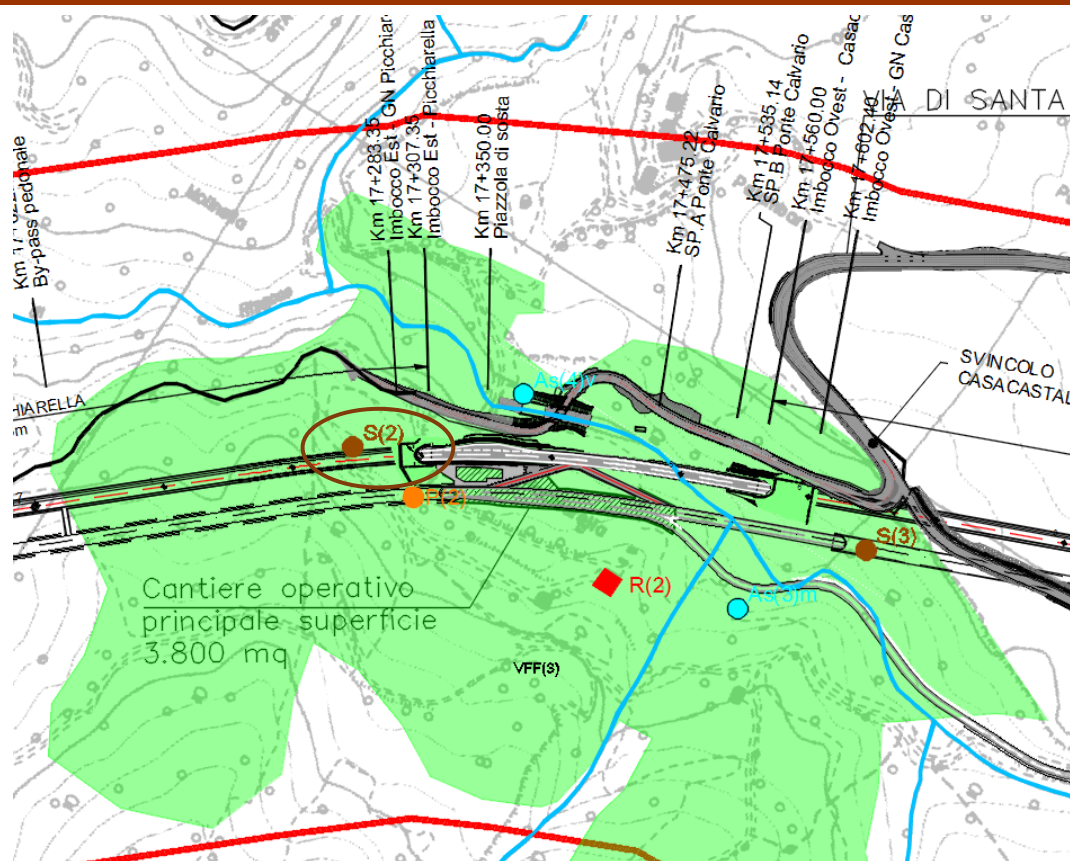 By-pass pedonale
Km 17+283.35
Imbocco Est - GN Picchiar
Km 17+307.35
Imbocco Est - Picchiarella
Km 17+350.00
Piazzola di sosta
Km 17+475.22
SP.A Ponte Calvario
Km 17+535.14
SP.B Ponte Calvario
Km 17+560.00
Imbocco Ovest - Casac
Km 17+602.40
Imbocco Ovest - GN Cas
VIA DI SANTA
SVINCOLO
CASACASTAL
HIARELLA
m
As(4)v
S(2)
P(2)
S(3)
R(2)
As(3)m
Cantiere operativo
principale superficie
3.800 mq
VFF(3)